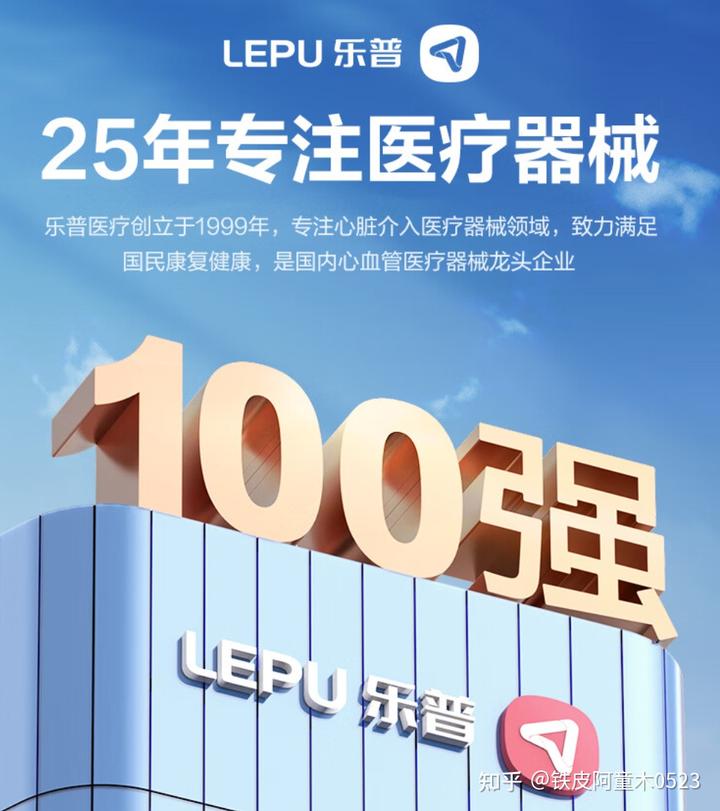 LEPU 乐普
25年专注医疗器械
乐普医疗创立于1999年，专注心脏介入医疗器械领域，致力满足
国民康复健康，是国内心血管医疗器械龙头企业
100强
LEPU 乐普
知乎 @铁皮阿童木0523